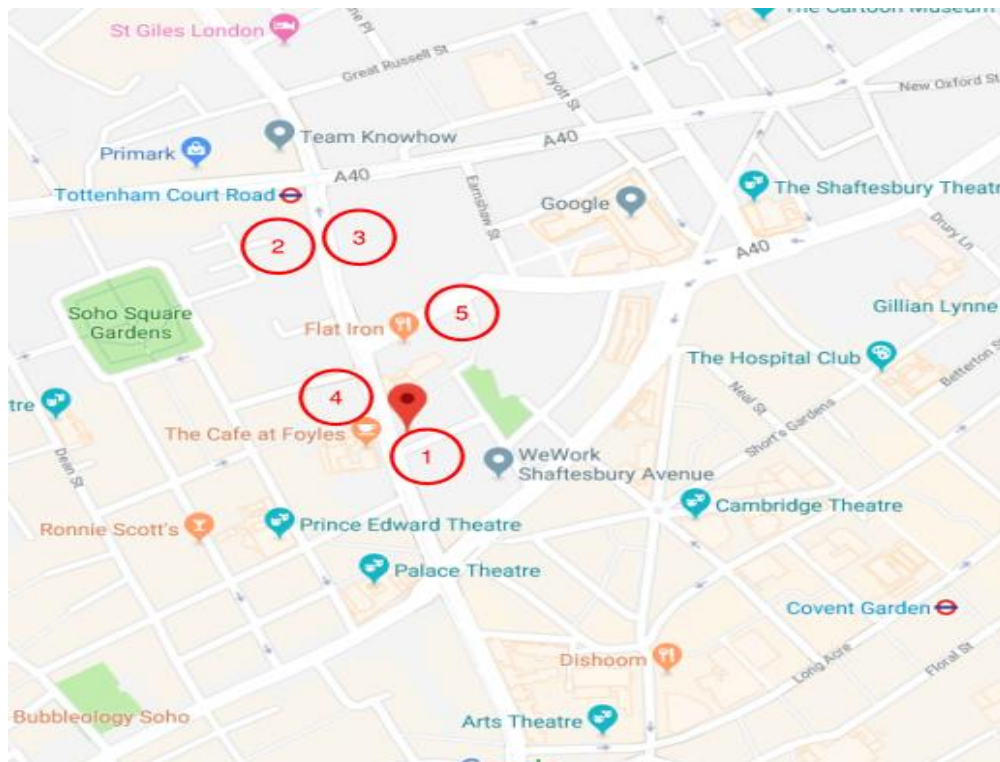 The Cartoon Museum
St Giles London
Great Russell St
Dyott St
New Oxford St
Team Knowhow
A40
Primark
A40
Earnshaw St
Tottenham Court Road
Google
The Shaftesbury Theatr
Drury Ln
2
3
A40
Soho Square
Gardens
5
Flat Iron
Gillian Lynne
The Hospital Club
Betterton St
4
Neal St
Short's Gardens
tre
The Cafe at Foyles
1
WeWork
Shaftesbury Avenue
Dean St
Cambridge Theatre
Ronnie Scott's
Prince Edward Theatre
Palace Theatre
Covent Garden
Dishoom
Long Acre
Floral St
Bubbleology Soho
Arts Theatre